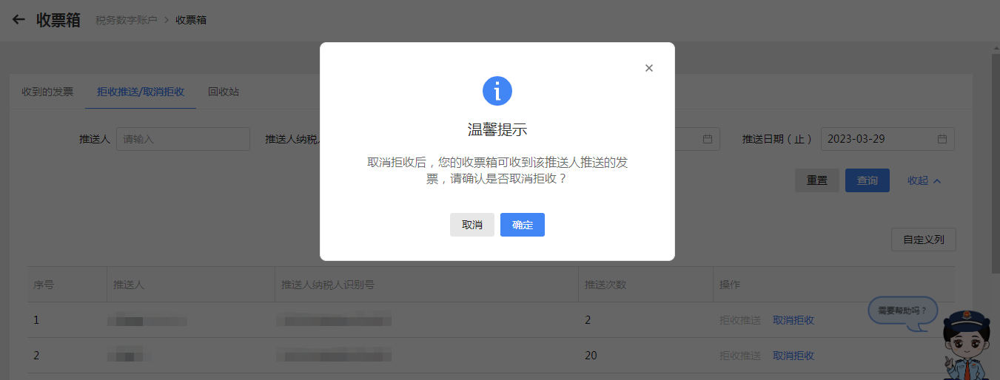 收票箱 税务数字账户 > 收票箱
收到的发票 拒收推送/取消拒收 回收站
温馨提示
取消拒收后，您的收票箱可收到该推送人推送的发
票，请确认是否取消拒收？
取消 确定
推送人 请输入 推送人纳税人 推送日期（止） 2023-03-29
重置 查询 收起
自定义列
序号 推送人 推送人纳税人识别号 推送次数 操作
1 2 拒收推送 取消拒收
2 20 拒收推送 取消拒收
需要帮助吗？